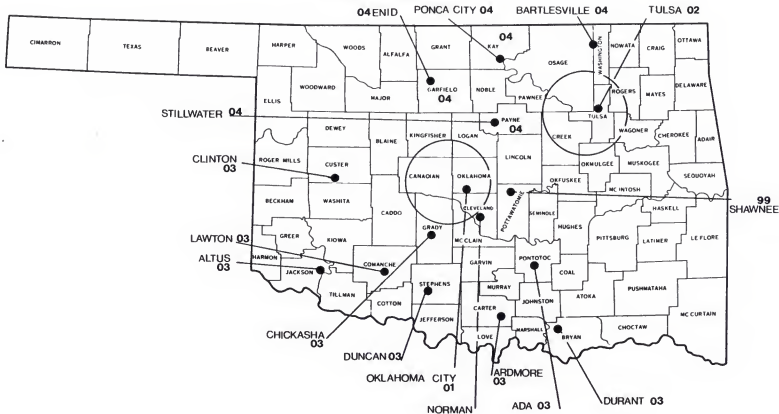 04 ENID
PONCA CITY 04
BARTLESVILLE 04
TULSA 02
CIMARRON
TEXAS
BEAVER
HARPER
WOODS
ALFALFA
GRANT
04
KAY
OSAGE
WASHINGTON
NOWATA
CRAIG
OTTAWA
ELLIS
WOODWARD
MAJOR
GARFIELD
04
NOBLE
PAWNEE
ROGERS
MAYES
DELAWARE
STILLWATER 04
PAYNE
04
TULSA
CREEK
WAGONER
CHEROKEE
ADAIR
DEWEY
BLAINE
KINGFISHER
LOGAN
LINCOLN
OKMULGEE
MUSKOGEE
SEQUOYAH
CLINTON
03
ROGER MILLS
CUSTER
CANADIAN
OKLAHOMA
OKFUSKEE
MC INTOSH
BECKHAM
WASHITA
CADDO
CLEVELAND
POTTAWATOMIE
SEMINOLE
HUGHES
HASKELL
99
SHAWNEE
GREER
KIOWA
GRADY
MC CLAIN
PITTSBURG
LATIMER
LE FLORE
LAWTON 03
ALTUS
03
HARMON
JACKSON
COMANCHE
GARVIN
PONTOTOC
COAL
TILLMAN
COTTON
STEPHENS
MURRAY
JOHNSTON
ATOKA
PUSHMATAHA
MC CURTAIN
CHICKASHA
03
JEFFERSON
CARTER
LOVE
MARSHALL
BRYAN
CHOCTAW
DUNCAN 03
OKLAHOMA CITY
01
ARDMORE
03
NORMAN
ADA 03
DURANT 03